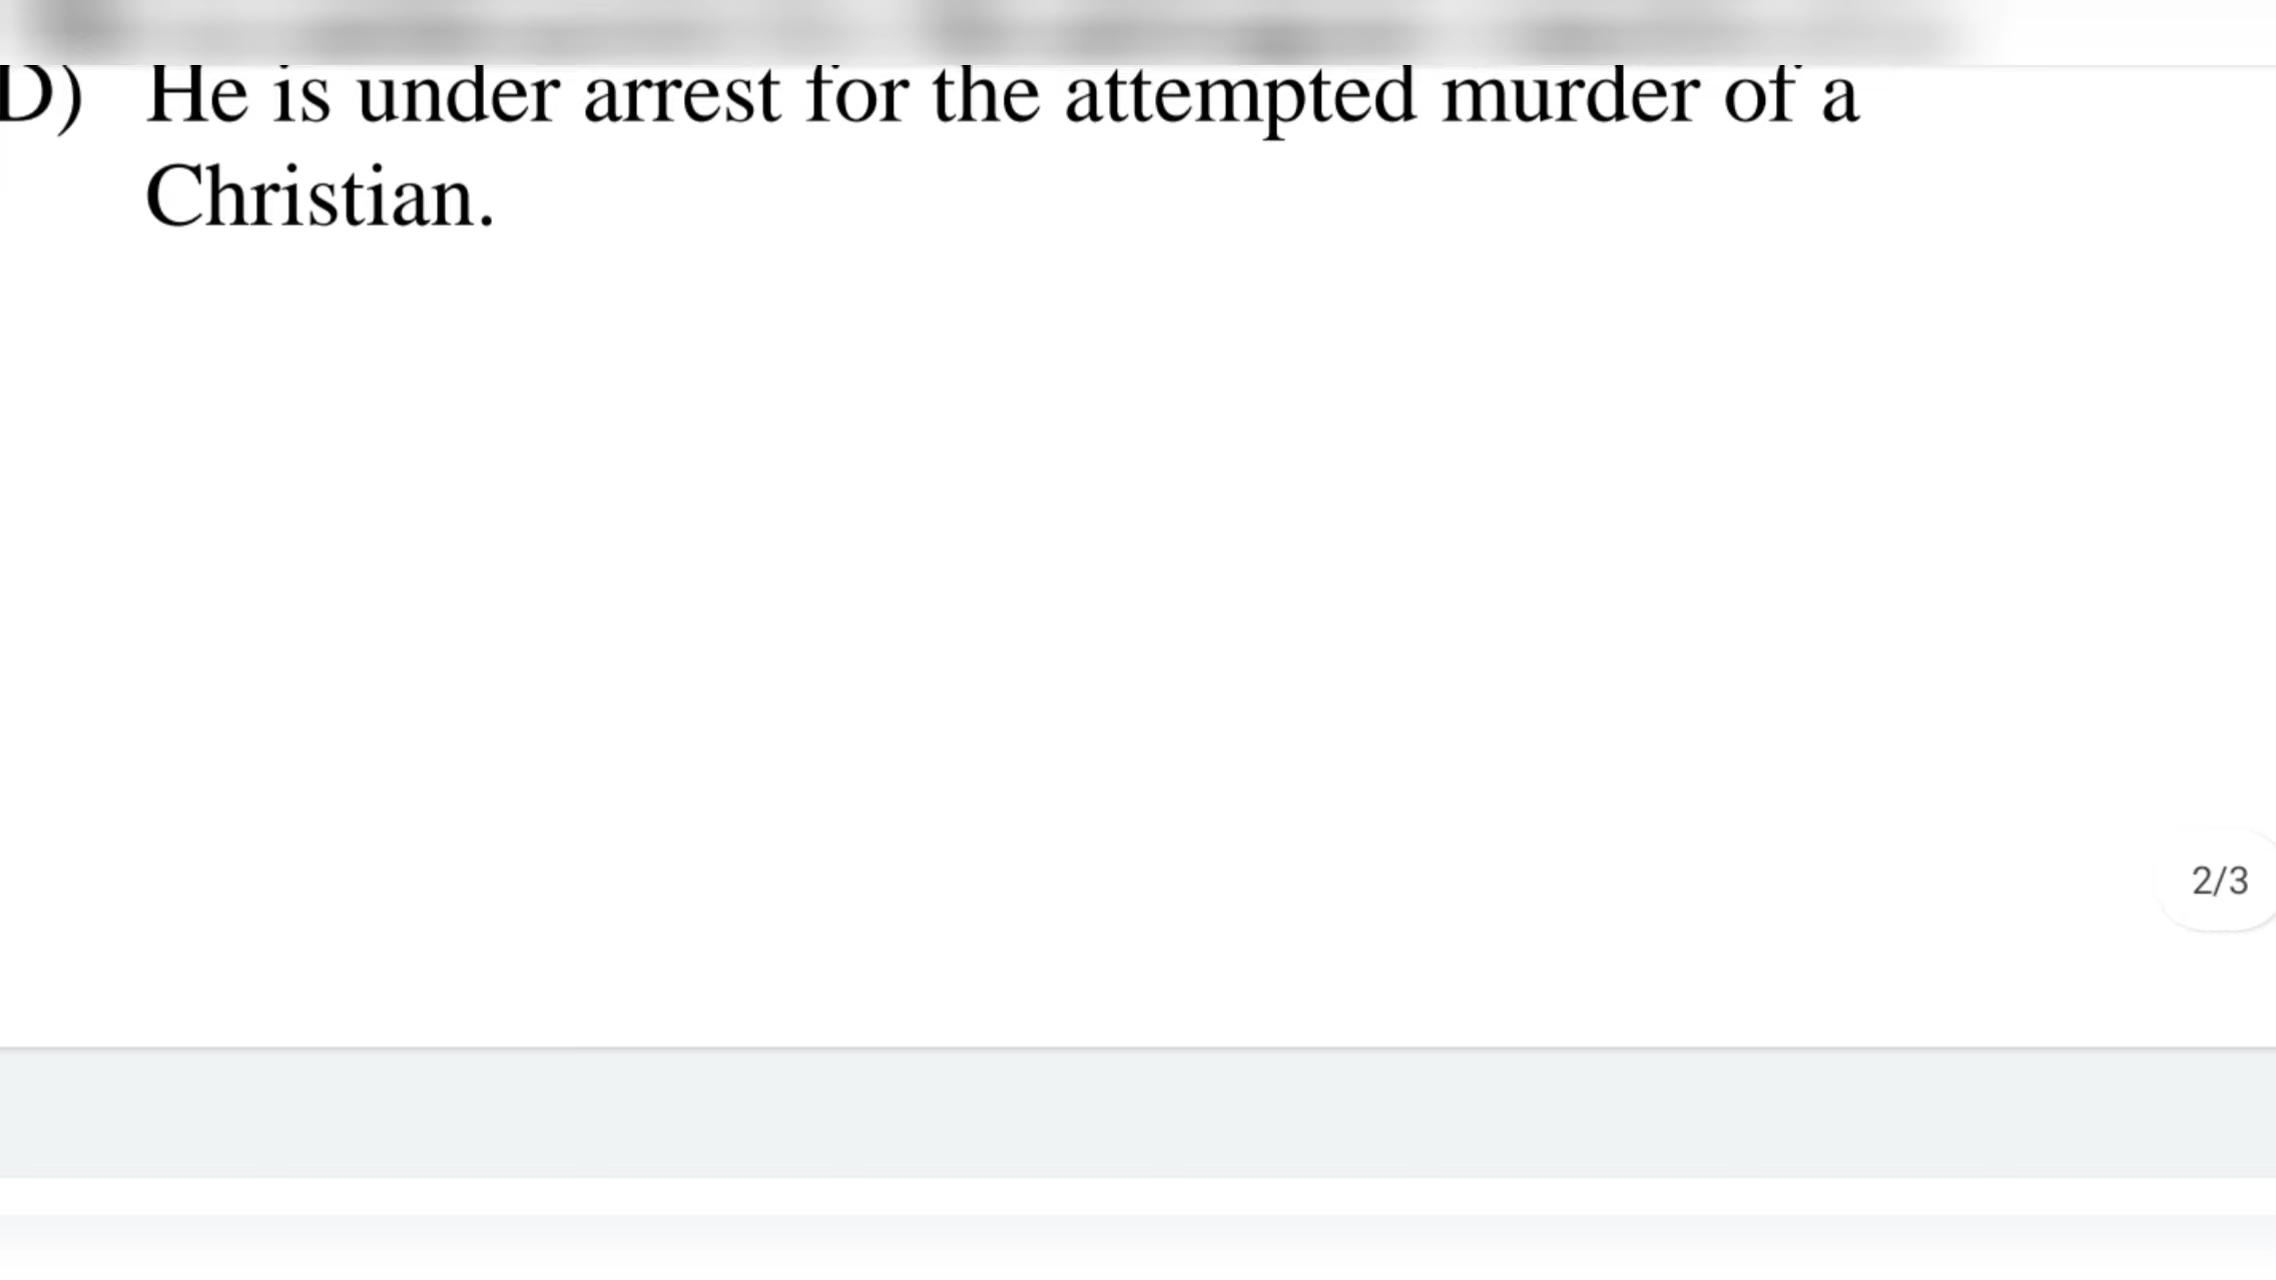 D) He is under arrest for the attempted murder of a
Christian.
2/3